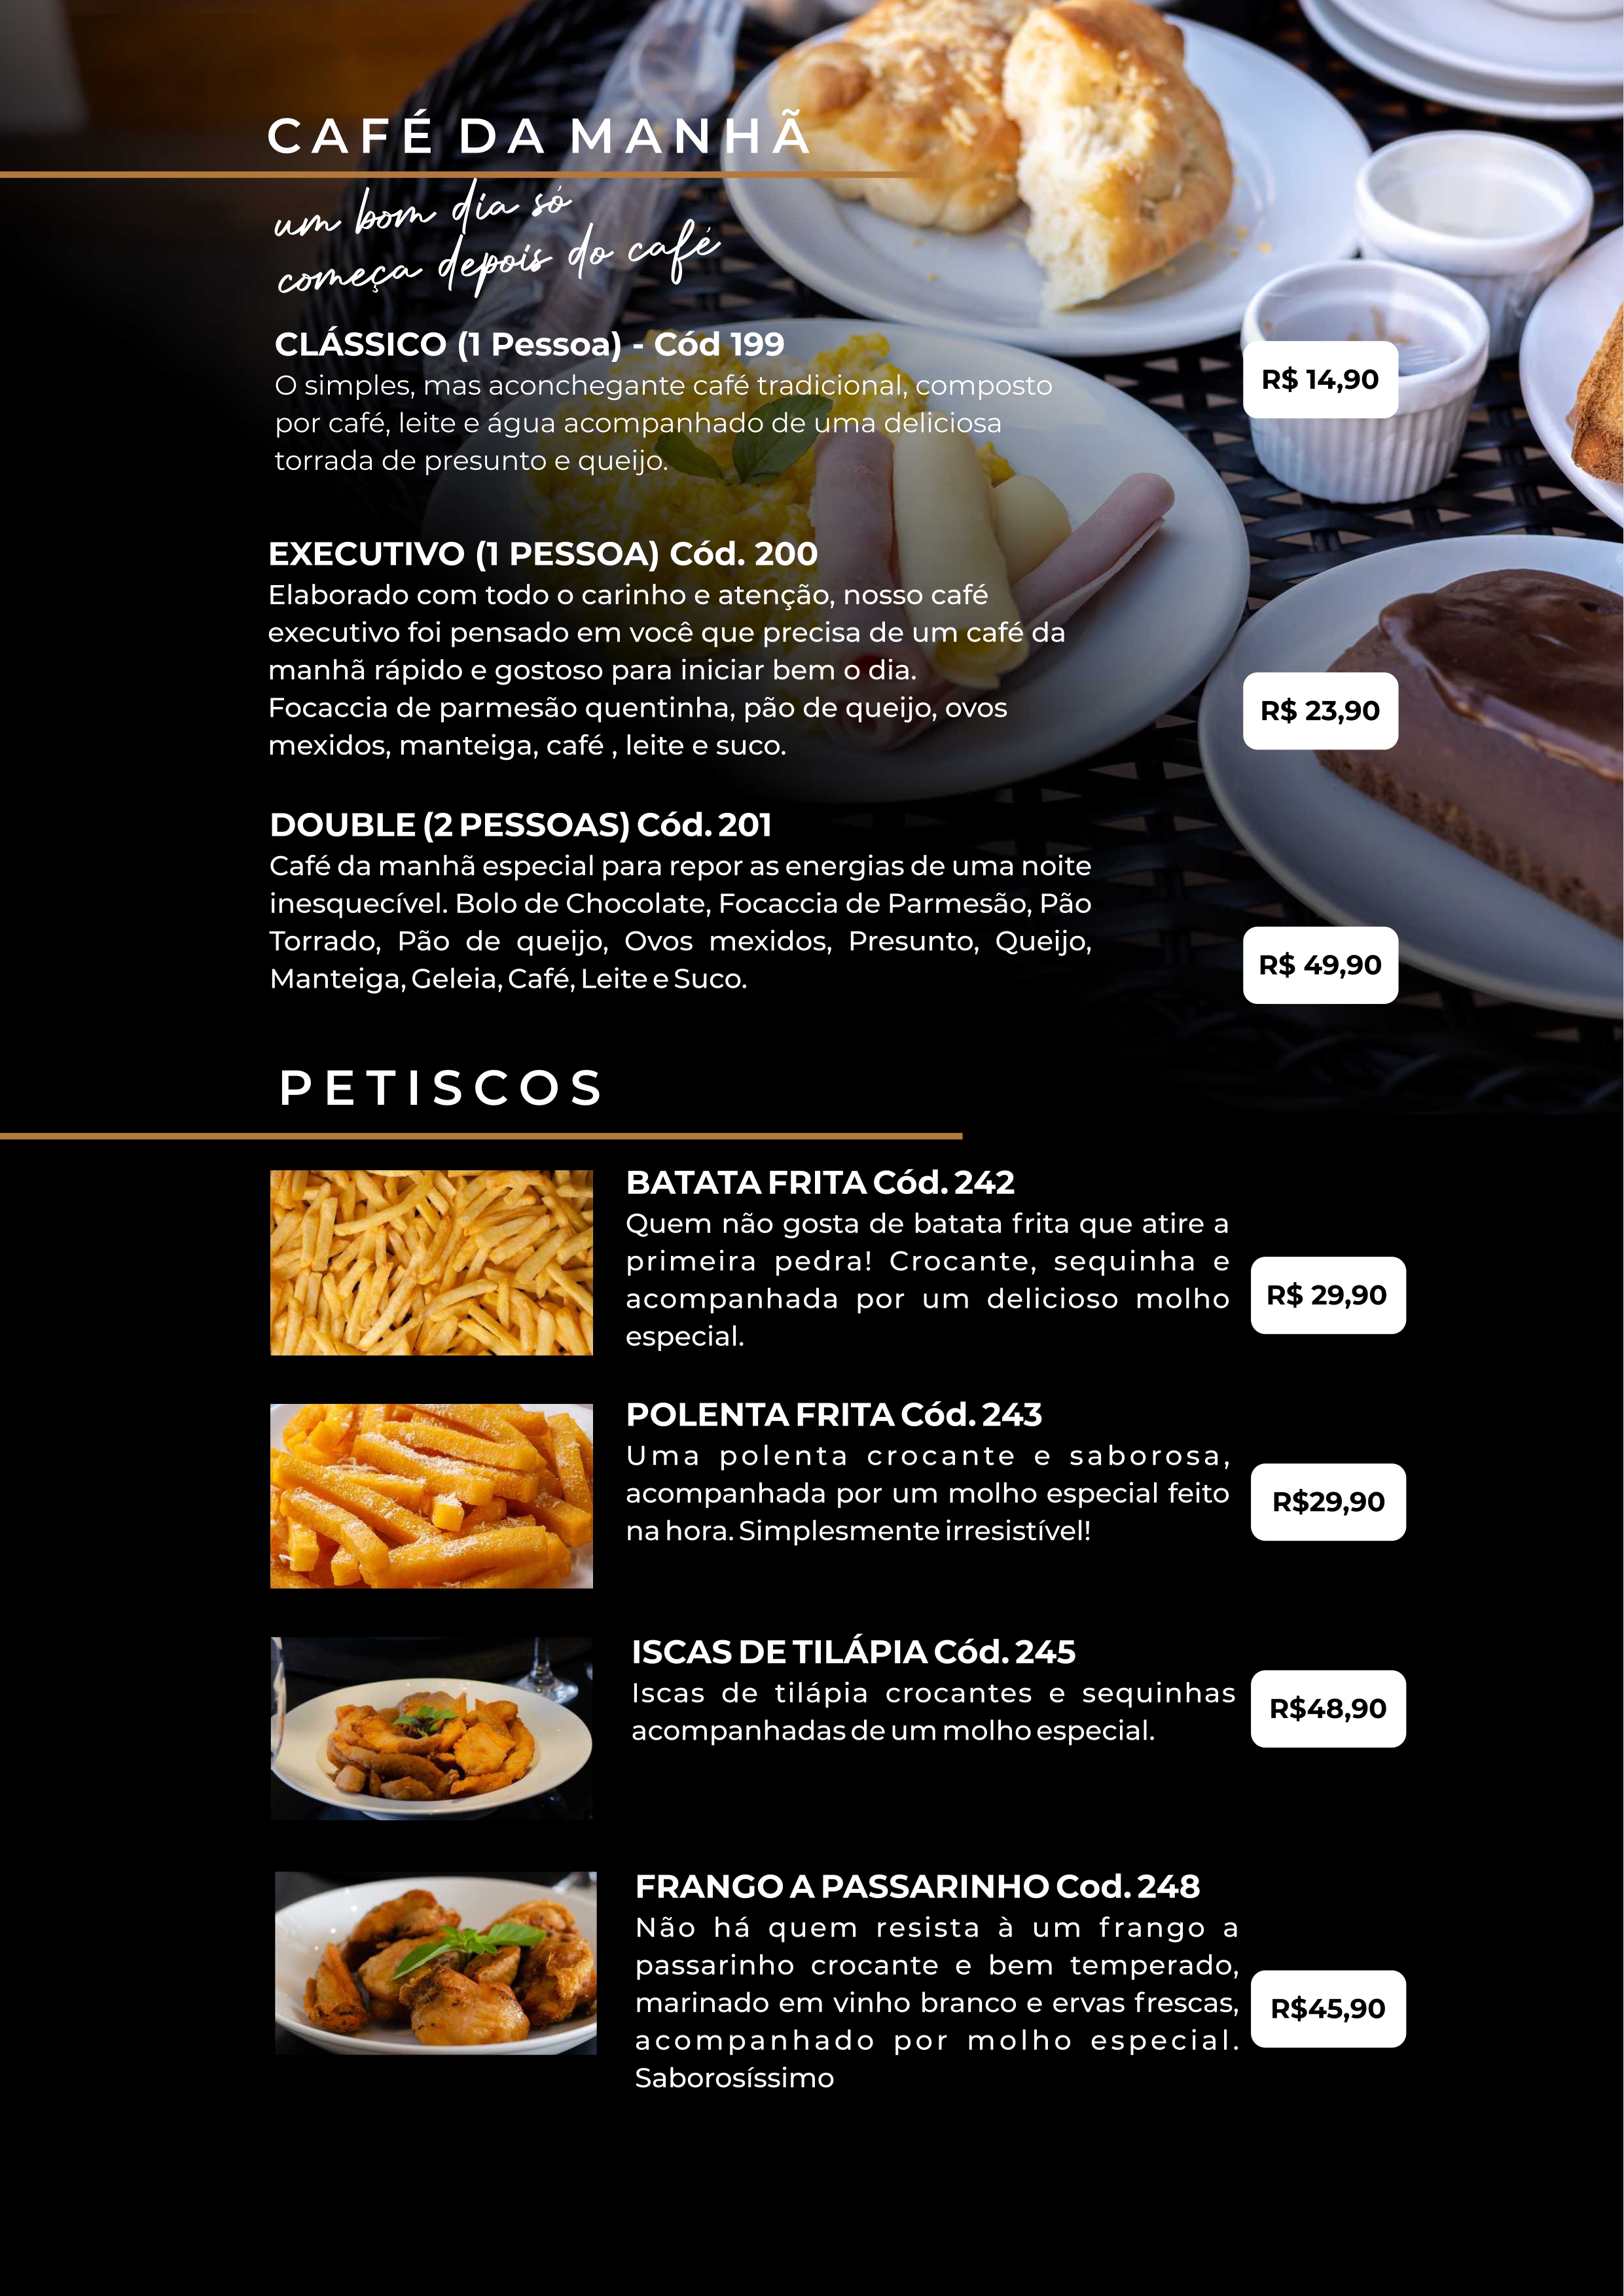 CAFÉ DA MANHÃ
um bom dia só
começa depois do café
CLÁSSICO (1 Pessoa) - Cód 199
O simples, mas aconchegante café tradicional, composto
por café, leite e água acompanhado de uma deliciosa
torrada de presunto e queijo.
R$ 14,90
EXECUTIVO (1 PESSOA) Cód. 200
Elaborado com todo o carinho e atenção, nosso café
executivo foi pensado em você que precisa de um café da
manhã rápido e gostoso para iniciar bem o dia.
Focaccia de parmesão quentinha, pão de queijo, ovos
mexidos, manteiga, café , leite e suco.
R$ 23,90
DOUBLE (2 PESSOAS) Cód. 201
Café da manhã especial para repor as energias de uma noite
inesquecível. Bolo de Chocolate, Focaccia de Parmesão, Pão
Torrado, Pão de queijo, Ovos mexidos, Presunto, Queijo,
Manteiga, Geleia, Café, Leite e Suco.
R$ 49,90
PETISCOS
BATATA FRITA Cód. 242
Quem não gosta de batata frita que atire a
primeira pedra! Crocante, sequinha e
acompanhada por um delicioso molho
especial.
R$ 29,90
POLENTA FRITA Cód. 243
Uma polenta crocante e saborosa,
acompanhada por um molho especial feito
na hora. Simplesmente irresistível!
R$29,90
ISCAS DE TILÁPIA Cód. 245
Iscas de tilápia crocantes e sequinhas
acompanhadas de um molho especial.
R$48,90
FRANGO A PASSARINHO Cod. 248
Não há quem resista à um frango a
passarinho crocante e bem temperado,
marinado em vinho branco e ervas frescas,
acompanhado por molho especial.
Saborosíssimo
R$45,90